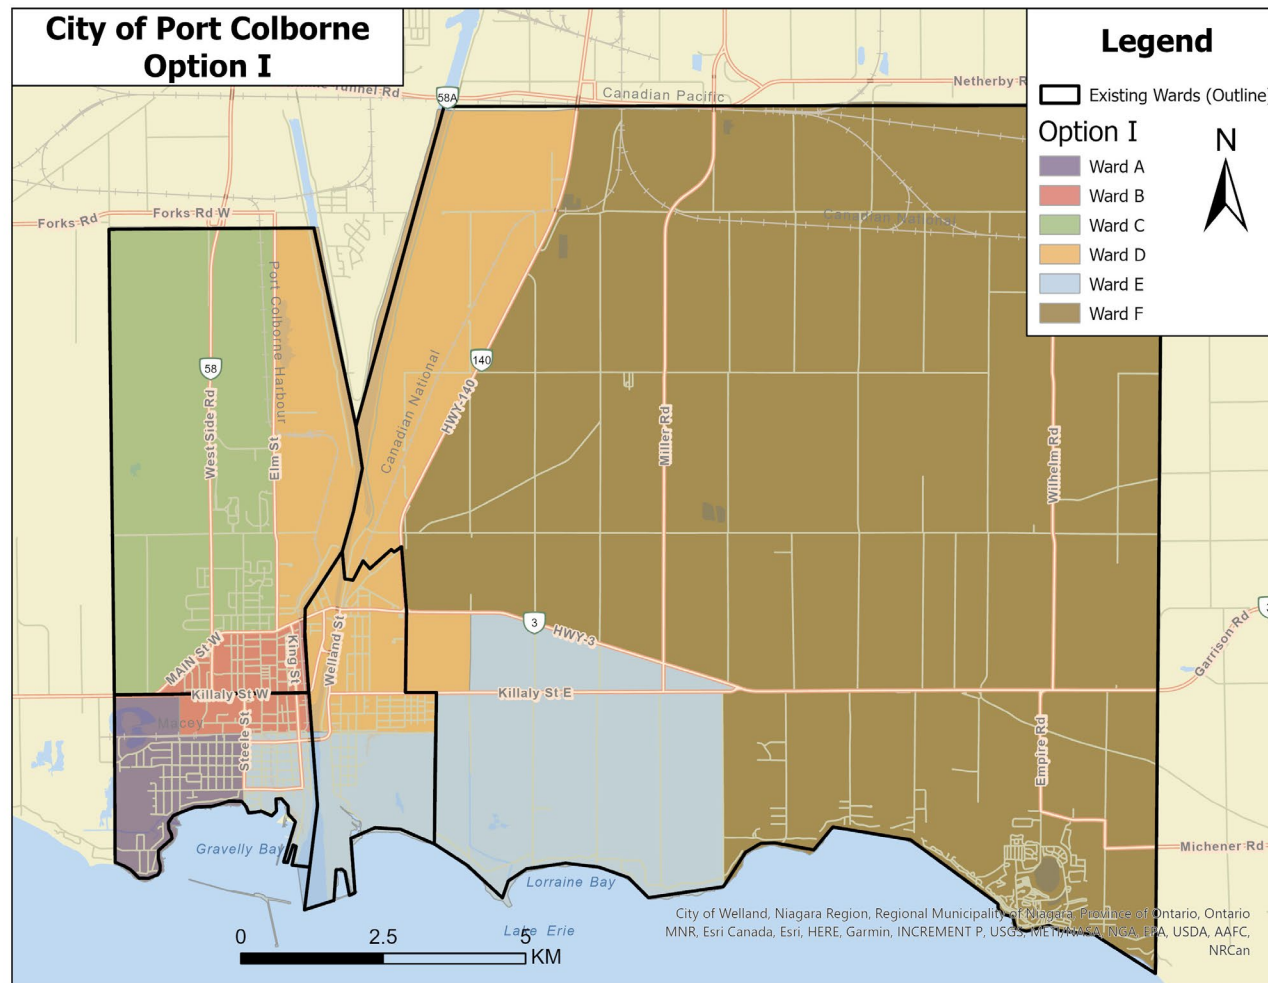 City of Port Colborne
Option I
Legend
Existing Wards (Outline)
Option I
Ward A
Ward B
Ward C
Ward D
Ward E
Ward F
N
Tunnel Rd
58A
Canadian Pacific
Netherby R
Forks Rd
Forks Rd W
Canadian National
Port Colborne Harbour
58
140
West Side Rd
Elm St
Canadian National
HWY-140
Miller Rd
Wilhelm Rd
3
HWY-3
Garrison Rd
MAIN St W
King St
Welland St
Killaly St W
Killaly St E
Macey
Steele St
Empire Rd
Michener Rd
Gravelly Bay
Lorraine Bay
Lake Erie
0 2.5 5
KM
City of Welland, Niagara Region, Regional Municipality of Niagara, Province of Ontario, Ontario
MNR, Esri Canada, Esri, HERE, Garmin, INCREMENT P, USGS, METI/NASA, NGA, EPA, USDA, AAFC,
NRCan